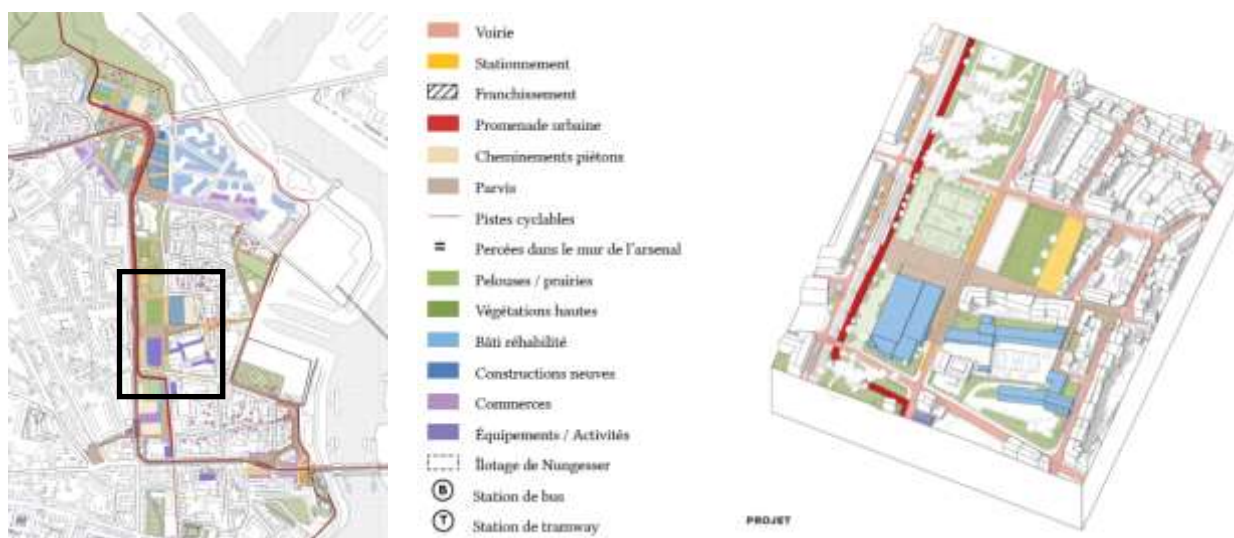 Voirie
Stationnement
Franchissement
Promenade urbaine
Cheminements piétons
Parvis
Pistes cyclables
Percées dans le mur de l'arsenal
Pelouses / prairies
Végétations hautes
Bâti réhabilité
Constructions neuves
Commerces
Équipements / Activités
Îlotage de Nungesser
B Station de bus
T Station de tramway
PROJET